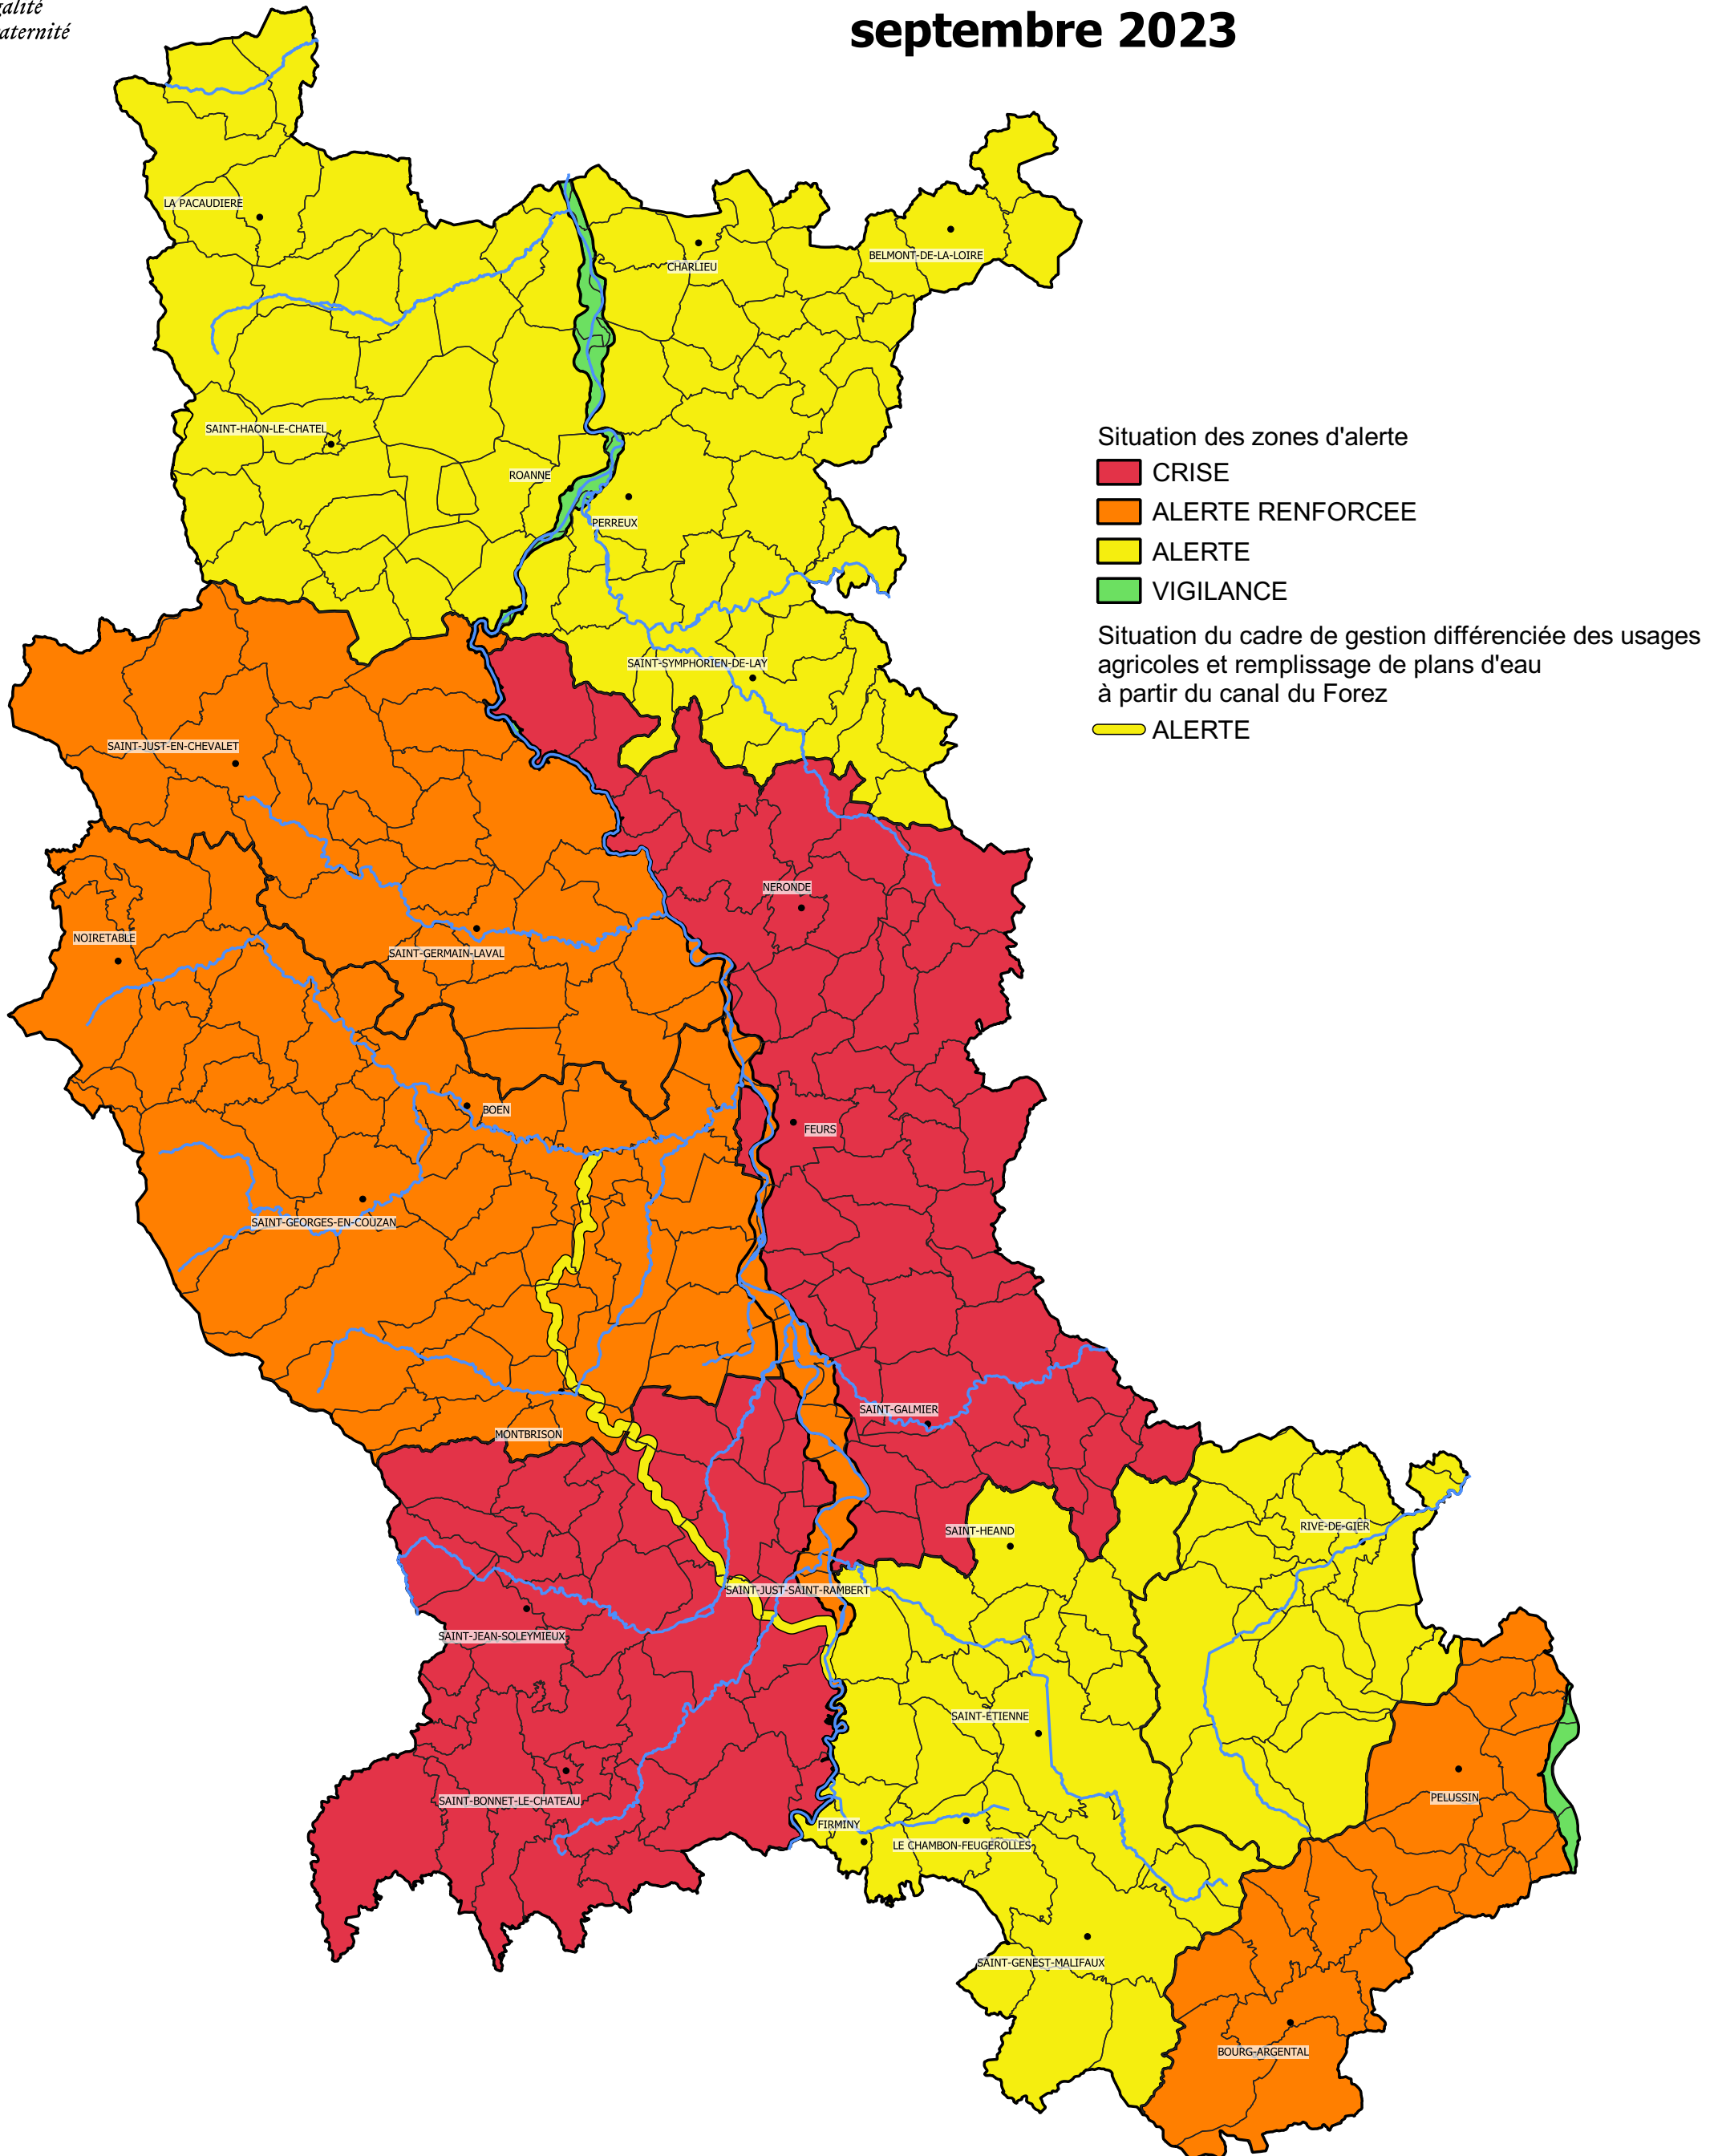 septembre 2023
LA PACAUDIERE
CHARLIEU
BELMONT-DE-LA-LOIRE
SAINT-HAON-LE-CHATEL
ROANNE
PERREUX
Situation des zones d'alerte
CRISE
ALERTE RENFORCEE
ALERTE
VIGILANCE
Situation du cadre de gestion différenciée des usages
agricoles et remplissage de plans d'eau
à partir du canal du Forez
ALERTE
SAINT-SYMPHORIEN-DE-LAY
SAINT-JUST-EN-CHEVALET
NERONDE
NOIRETABLE
SAINT-GERMAIN-LAVAL
BOEN
FEURS
SAINT-GEORGES-EN-COUZAN
SAINT-GALMIER
MONTBRISON
SAINT-HEAND
RIVE-DE-GIER
SAINT-JUST-SAINT-RAMBERT
SAINT-JEAN-SOLEYMIEUX
SAINT-ETIENNE
PELUSSIN
SAINT-BONNET-LE-CHATEAU
FIRMINY
LE CHAMBON-FEUGEROLLES
SAINT-GENEST-MALIFAUX
BOURG-ARGENTAL